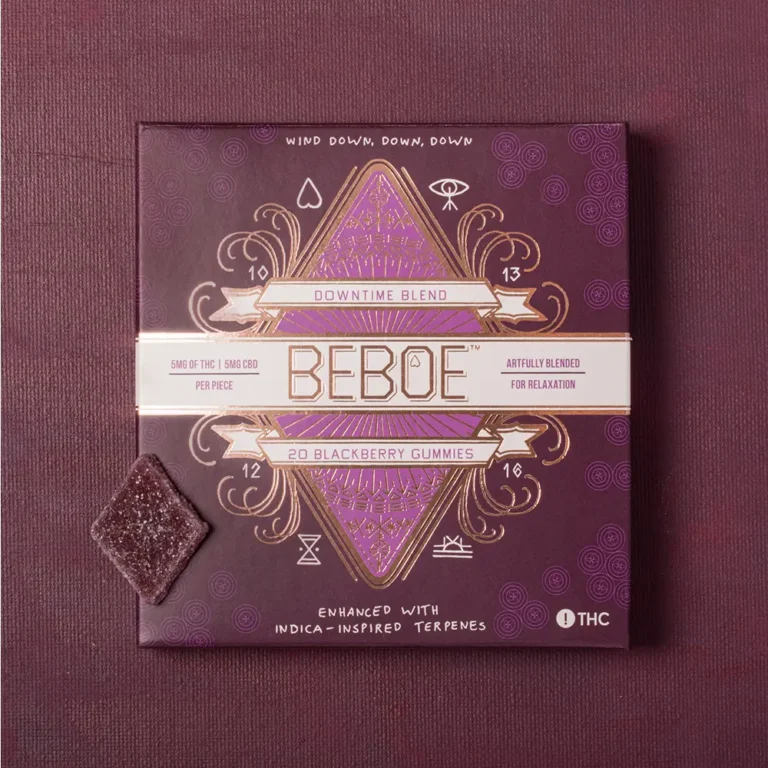 WIND DOWN, DOWN, DOWN
10
13
DOWNTIME BLEND
5MG OF THC | 5MG CBD
PER PIECE
BEBOE™
ARTFULLY BLENDED
FOR RELAXATION
20 BLACKBERRY GUMMIES
12
16
ENHANCED WITH
INDICA-INSPIRED TERPENES
! THC